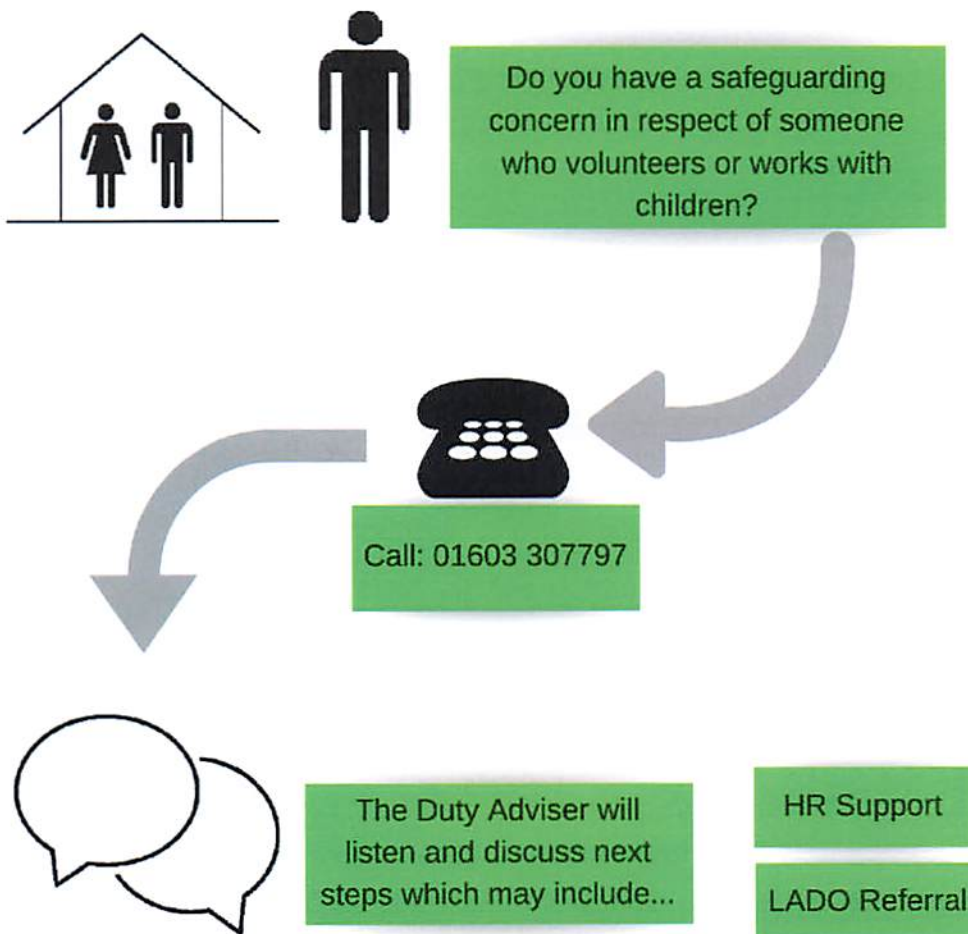 Do you have a safeguarding
concern in respect of someone
who volunteers or works with
children?
Call: 01603 307797
The Duty Adviser will
listen and discuss next
steps which may include...
HR Support
LADO Referral